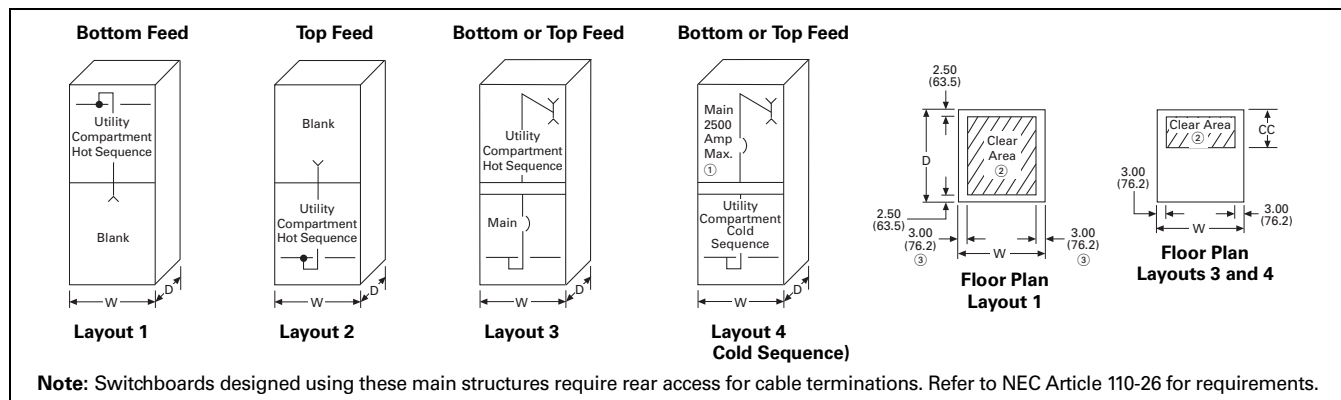 Bottom Feed
Utility
Compartment
Hot Sequence
Blank
W
D
Layout 1
Top Feed
Blank
Utility
Compartment
Hot Sequence
W
D
Layout 2
Bottom or Top Feed
Utility
Compartment
Hot Sequence
Main
W
D
Layout 3
Bottom or Top Feed
Main
2500
Amp
Max.
①
Utility
Compartment
Cold
Sequence
W
D
Layout 4
Cold Sequence)
2.50
(63.5)
D
Clear
Area
②
2.50
(63.5)
3.00
(76.2)
③
W
3.00
(76.2)
③
Floor Plan
Layout 1
Clear Area
②
CC
3.00
(76.2)
W
3.00
(76.2)
Floor Plan
Layouts 3 and 4
Note: Switchboards designed using these main structures require rear access for cable terminations. Refer to NEC Article 110-26 for requirements.